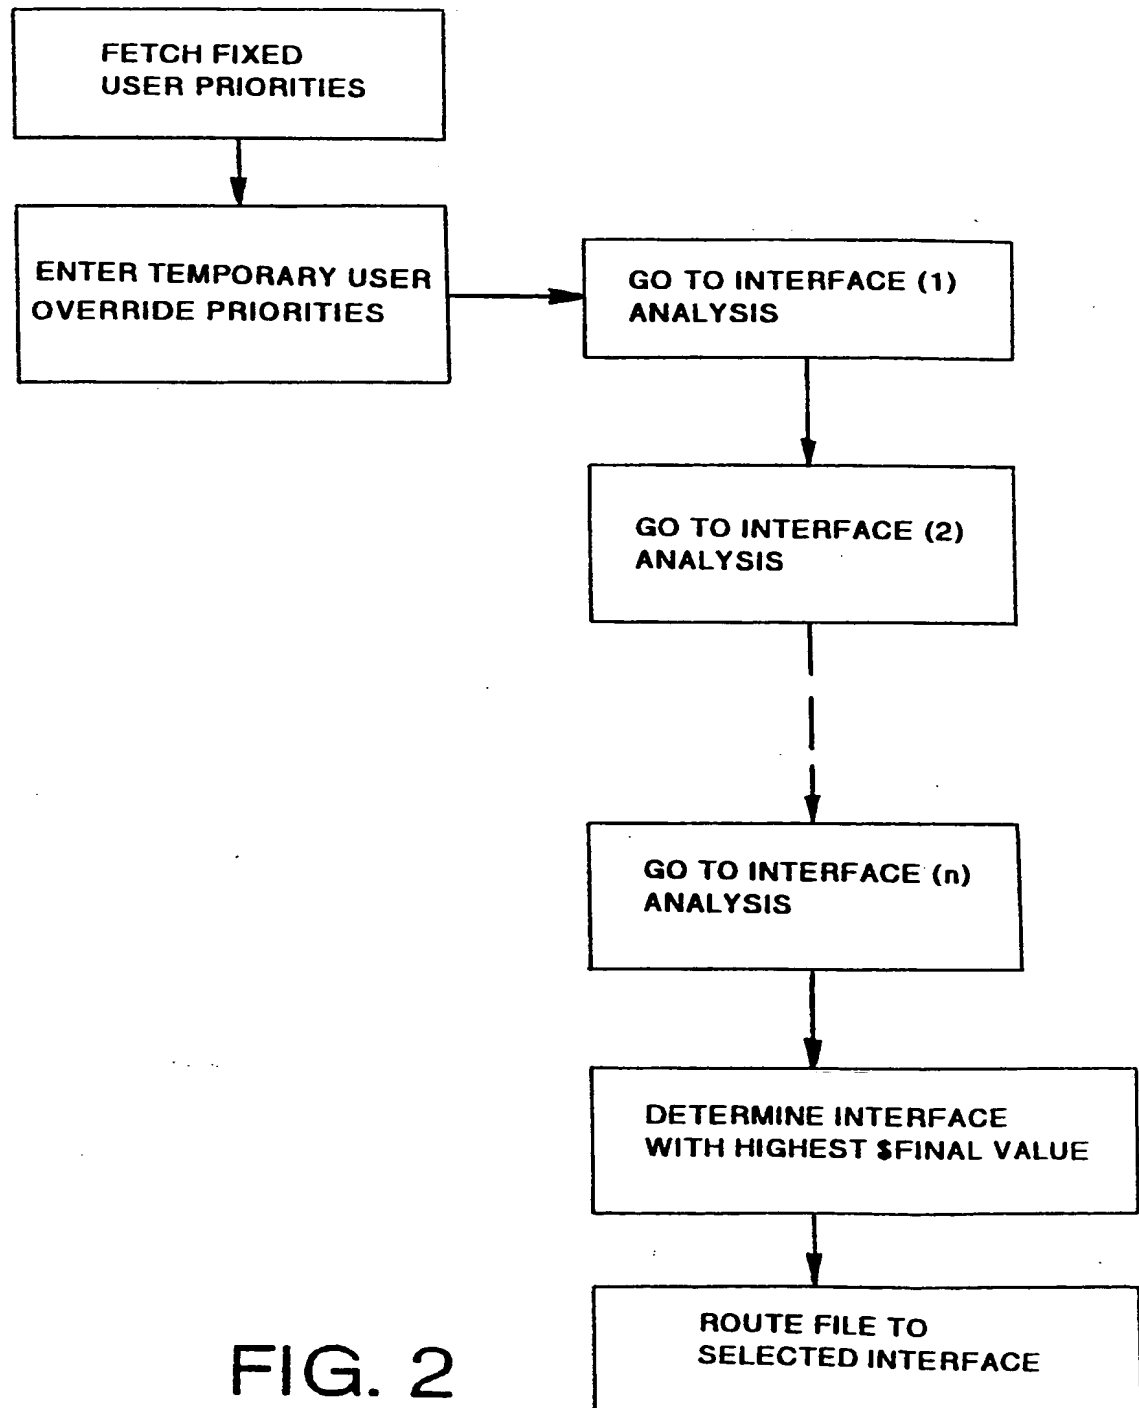 FETCH FIXED
USER PRIORITIES
ENTER TEMPORARY USER
OVERRIDE PRIORITIES
GO TO INTERFACE (1)
ANALYSIS
GO TO INTERFACE (2)
ANALYSIS
GO TO INTERFACE (n)
ANALYSIS
DETERMINE INTERFACE
WITH HIGHEST $FINAL VALUE
ROUTE FILE TO
SELECTED INTERFACE
FIG. 2